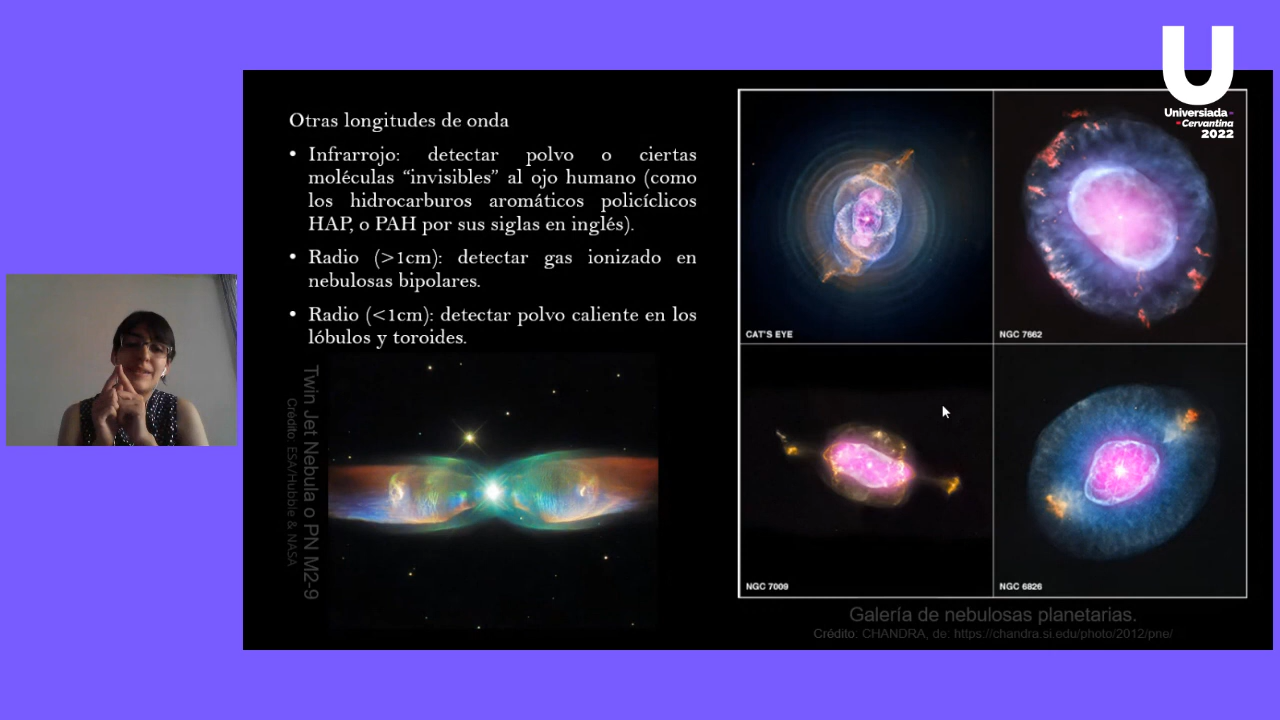 Otras longitudes de onda
• Infrarrojo: detectar polvo o ciertas
moléculas “invisibles” al ojo humano (como
los hidrocarburos aromáticos policíclicos
HAP, o PAH por sus siglas en inglés).
• Radio (>1cm): detectar gas ionizado en
nebulosas bipolares.
• Radio (<1cm): detectar polvo caliente en los
lóbulos y toroides.
Twin Jet Nebula o PN M2-9
Crédito: ESA/Hubble & NASA
CAT'S EYE
NGC 7662
NGC 7009
NGC 6826
Galería de nebulosas planetarias.
Crédito: CHANDRA, de: https://chandra.si.edu/photo/2012/pne/
U
Universiada
Cervantina
2022